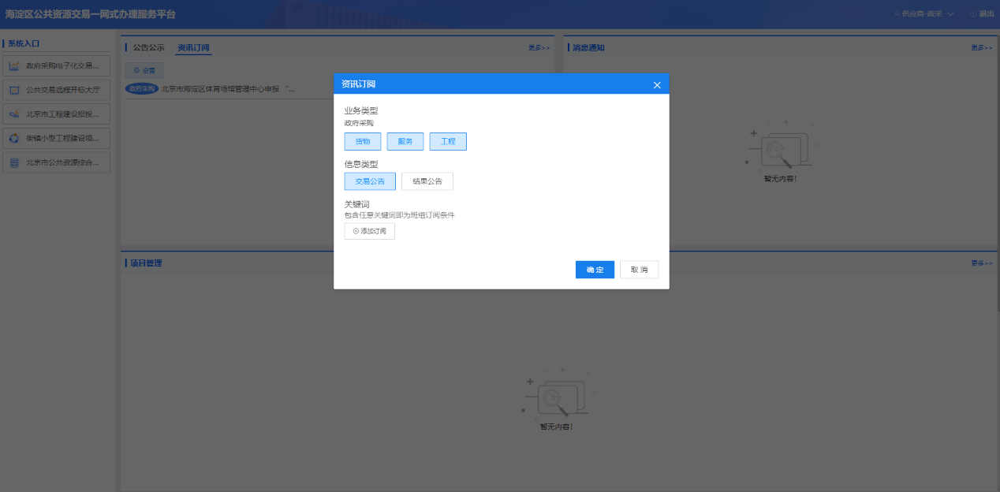 海淀区公共资源交易一网式办理服务平台
供应商-政采
退出
系统入口
政府采购电子化交易...
公共交易远程开标大厅
北京市工程建设招投...
街镇小型工程建设项...
北京市公共资源综合...
公告公示 资讯订阅 更多>>
设置
政府采购 北京市海淀区体育场馆管理中心申报 “...
消息通知 更多>>
暂无内容!
资讯订阅
业务类型
政府采购
货物 服务 工程
信息类型
交易公告 结果公告
关键词
包含任意关键词即为班组订阅条件
添加订阅
确定 取消
项目管理 更多>>
暂无内容!